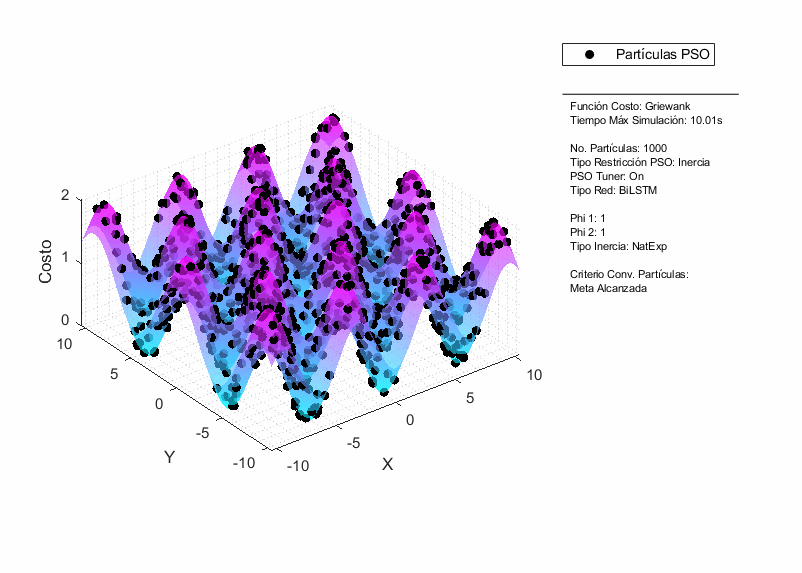 Partículas PSO
Función Costo: Griewank
Tiempo Máx Simulación: 10.01s
No. Partículas: 1000
Tipo Restricción PSO: Inercia
PSO Tuner: On
Tipo Red: BiLSTM
Phi 1: 1
Phi 2: 1
Tipo Inercia: NatExp
Criterio Conv. Partículas:
Meta Alcanzada
Costo
2
1
0
10
5
0
-5
-10
Y
-10
-5
0
5
10
X